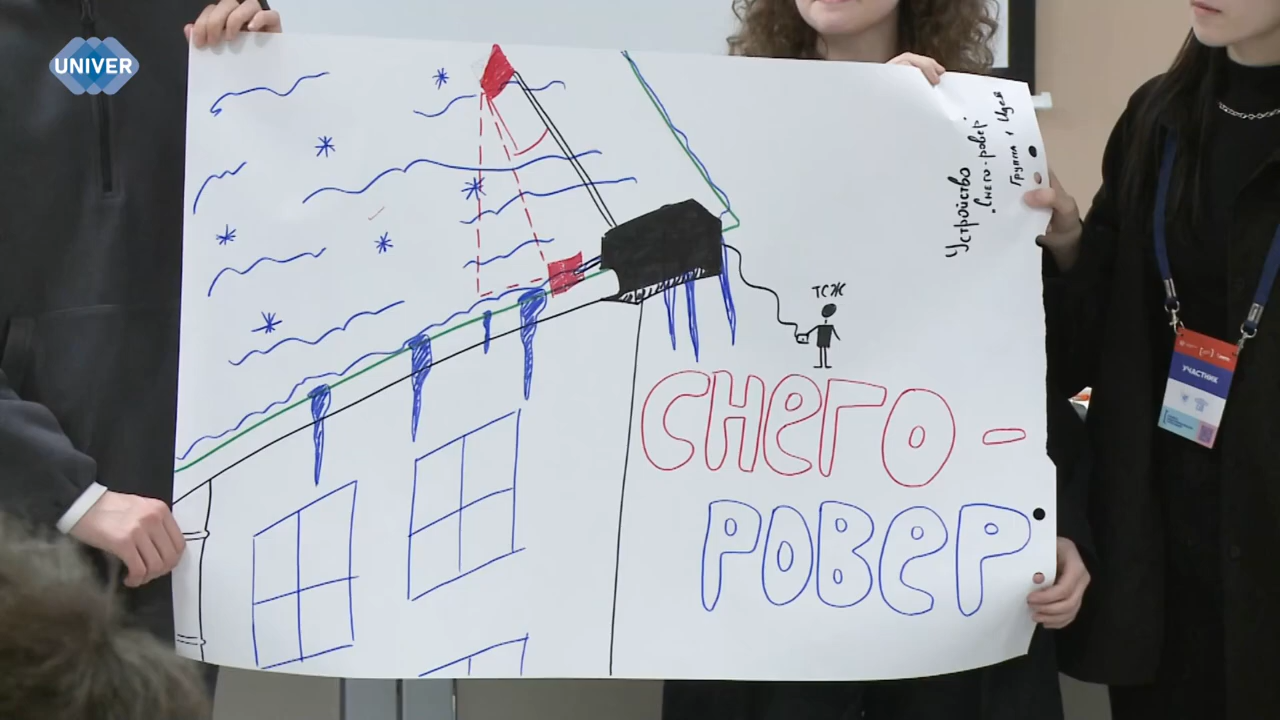 UNIVER
Устройство
"Снего-ровер"
Группа 1 Идея
ТСЖ
СНЕГО-
РОВЕР
УЧАСТНИК